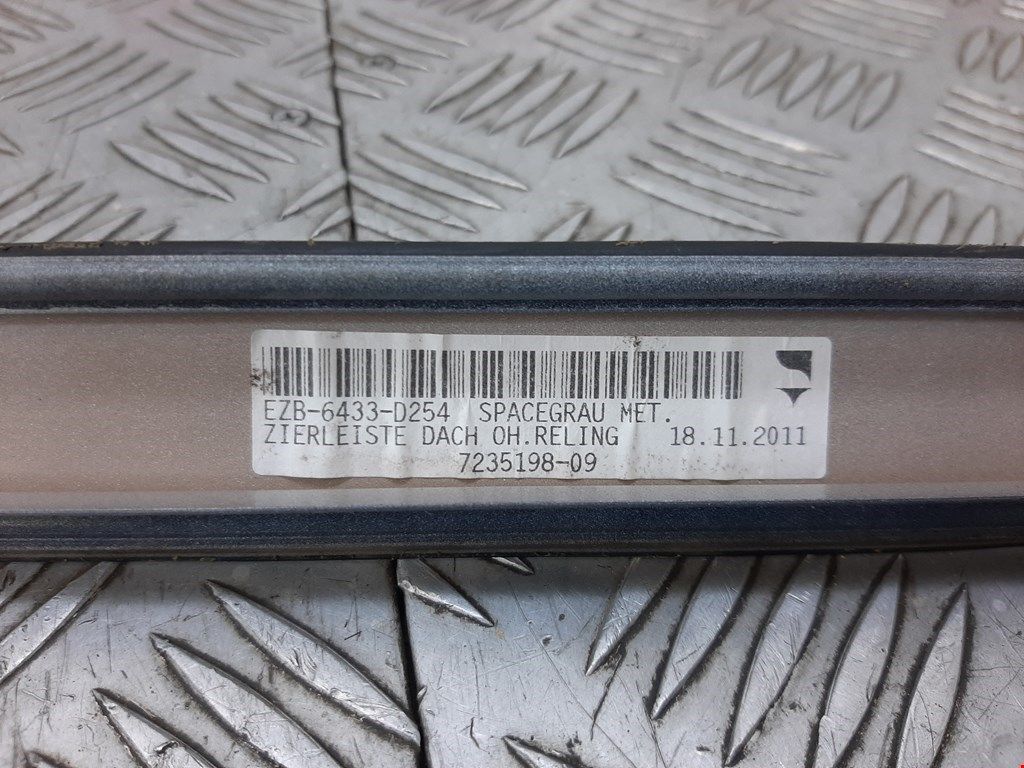 EZB-6433-D254 SPACEGRAU MET.
ZIERLEISTE DACH OH.RELING 18.11.2011
7235198-09